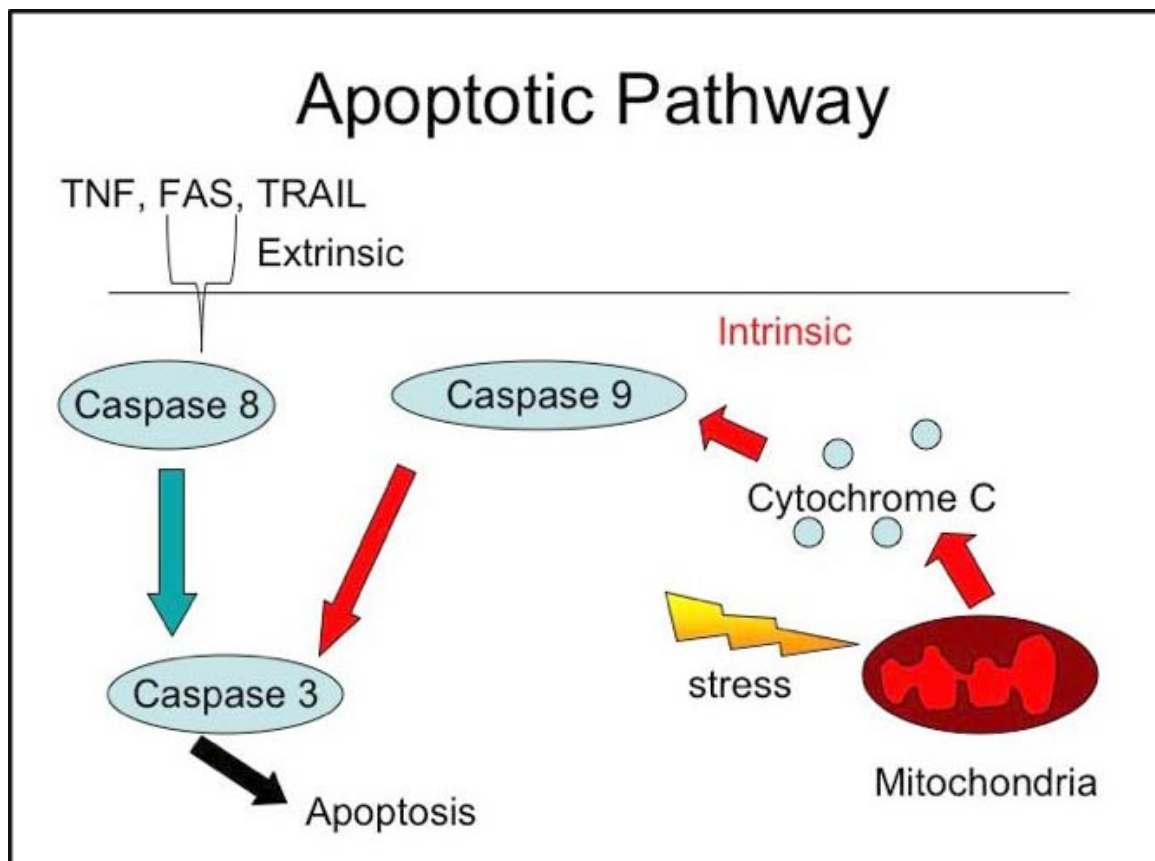 Apoptotic Pathway
TNF, FAS, TRAIL
Extrinsic
Intrinsic
Caspase 8
Caspase 9
Cytochrome C
stress
Caspase 3
Mitochondria
Apoptosis